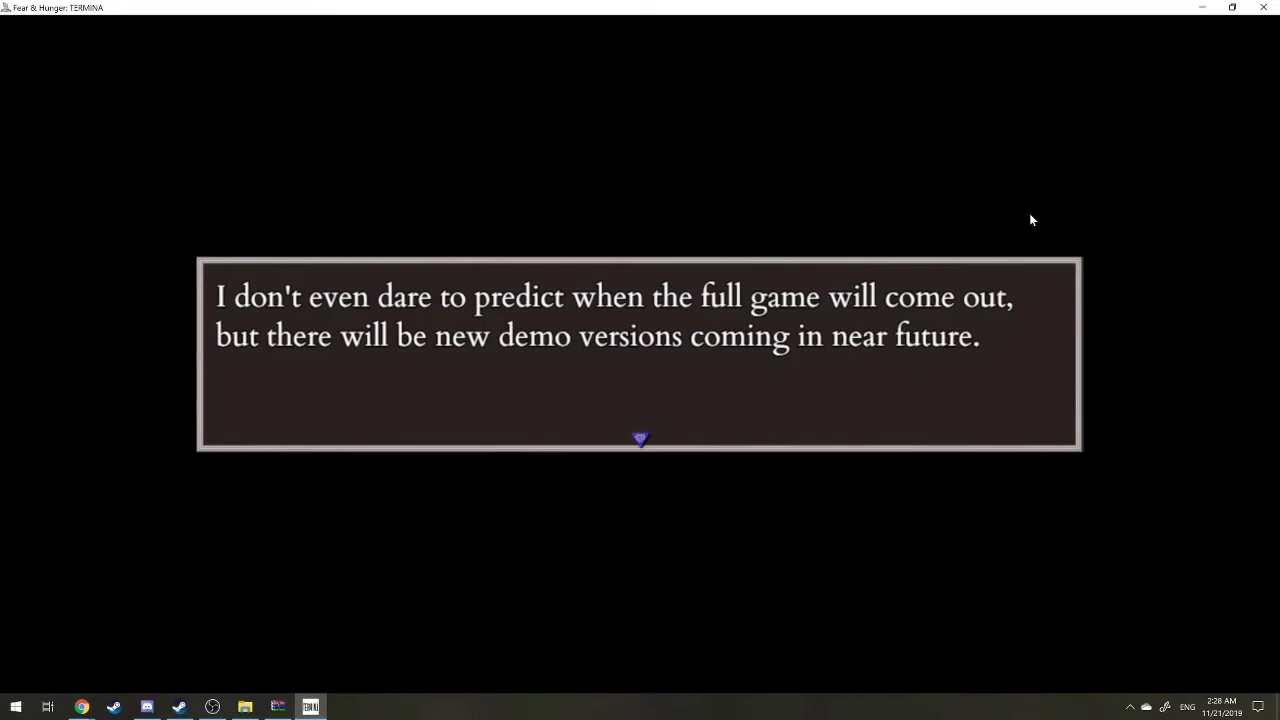 Fear & Hunger: TERMINA
I don't even dare to predict when the full game will come out,
but there will be new demo versions coming in near future.
ENG
2:28 AM
11/21/2019